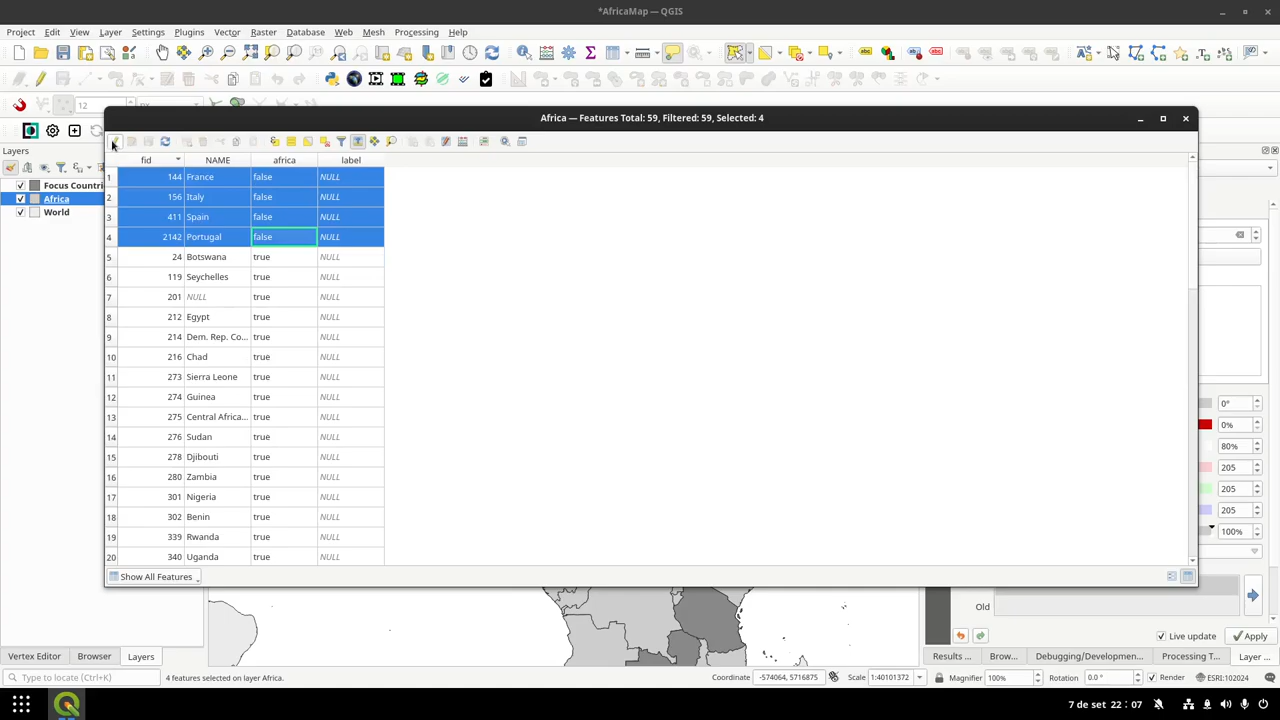 *AfricaMap — QGIS
Project Edit View Layer Settings Plugins Vector Raster Database Web Mesh Processing Help
12 px
Africa — Features Total: 59, Filtered: 59, Selected: 4
Layers
fid NAME africa label
1 144 France false NULL
2 156 Italy false NULL
3 411 Spain false NULL
4 2142 Portugal false NULL
5 24 Botswana true NULL
6 119 Seychelles true NULL
7 201 NULL true NULL
8 212 Egypt true NULL
9 214 Dem. Rep. Co... true NULL
10 216 Chad true NULL
11 273 Sierra Leone true NULL
12 274 Guinea true NULL
13 275 Central Africa... true NULL
14 276 Sudan true NULL
15 278 Djibouti true NULL
16 280 Zambia true NULL
17 301 Nigeria true NULL
18 302 Benin true NULL
19 339 Rwanda true NULL
20 340 Uganda true NULL
Focus Countri
Africa
World
0°
0%
80%
205
205
205
100%
Show All Features
Old
Live update Apply
Vertex Editor Browser Layers
Results ... Brow... Debugging/Developmen... Processing T... Layer ...
Type to locate (Ctrl+K) 4 features selected on layer Africa. Coordinate -574064, 5716875 Scale 1:40101372 Magnifier 100% Rotation 0.0 ° Render ESRI:102024
7 de set 22:07